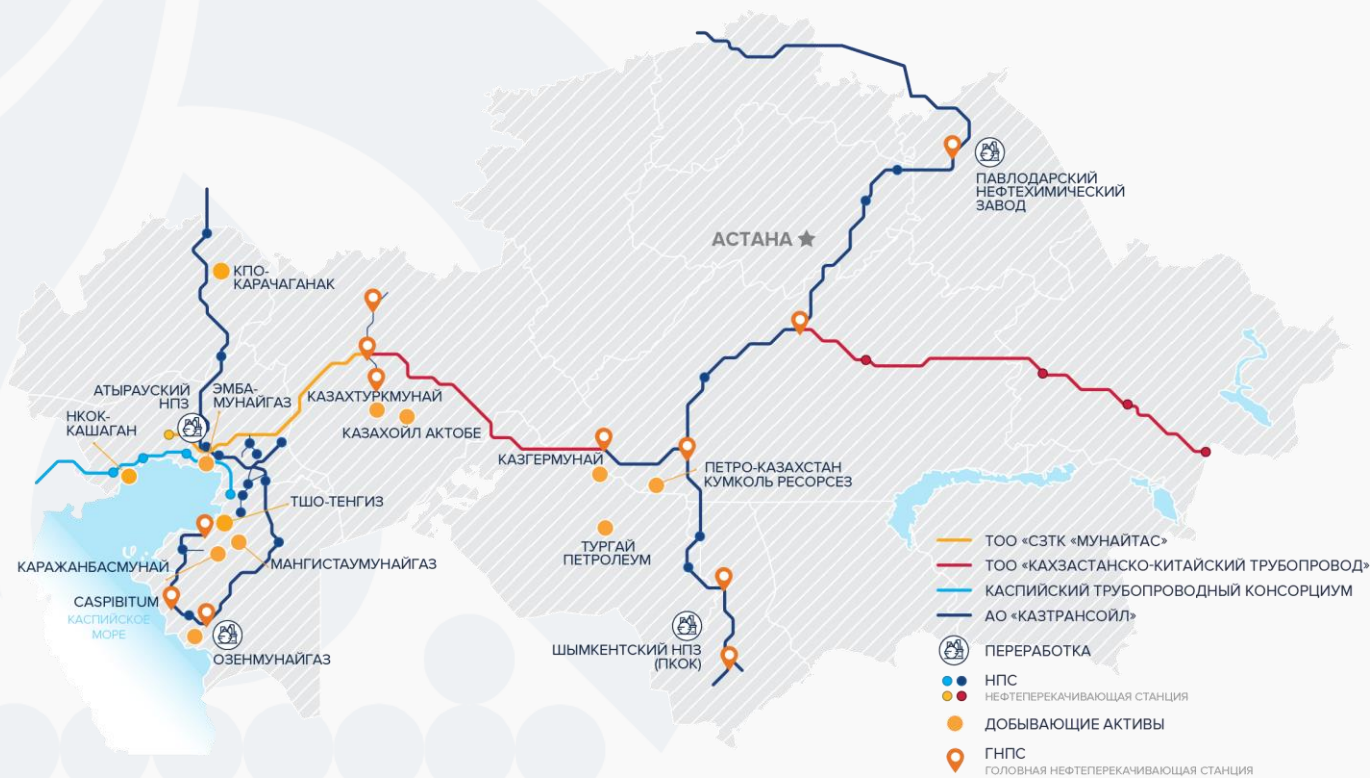 ПАВЛОДАРСКИЙ
НЕФТЕХИМИЧЕСКИЙ
ЗАВОД
АСТАНА
КПО-
КАРАЧАГАНАК
АТЫРАУСКИЙ
НПЗ
ЭМБА-
МУНАЙГАЗ
НКОК-
КАШАГАН
КАЗАХТУРКМУНАЙ
КАЗАХОЙЛ АКТОБЕ
КАЗГЕРМУНАЙ
ПЕТРО-КАЗАХСТАН
КУМКОЛЬ РЕСОРСЕЗ
ТШО-ТЕНГИЗ
ТУРГАЙ
ПЕТРОЛЕУМ
КАРАЖАНБАСМУНАЙ
МАНГИСТАУМУНАЙГАЗ
CASPIBITUM
КАСПИЙСКОЕ
МОРЕ
ОЗЕНМУНАЙГАЗ
ШЫМКЕНТСКИЙ НПЗ
(ПКОК)
ТОО «СЗТК «МУНАЙТАС»
ТОО «КАХЗАСТАНСКО-КИТАЙСКИЙ ТРУБОПРОВОД»
КАСПИЙСКИЙ ТРУБОПРОВОДНЫЙ КОНСОРЦИУМ
АО «КАЗТРАНСОЙЛ»
ПЕРЕРАБОТКА
НПС
НЕФТЕПЕРЕКАЧИВАЮЩАЯ СТАНЦИЯ
ДОБЫВАЮЩИЕ АКТИВЫ
ГНПС
ГОЛОВНАЯ НЕФТЕПЕРЕКАЧИВАЮЩАЯ СТАНЦИЯ